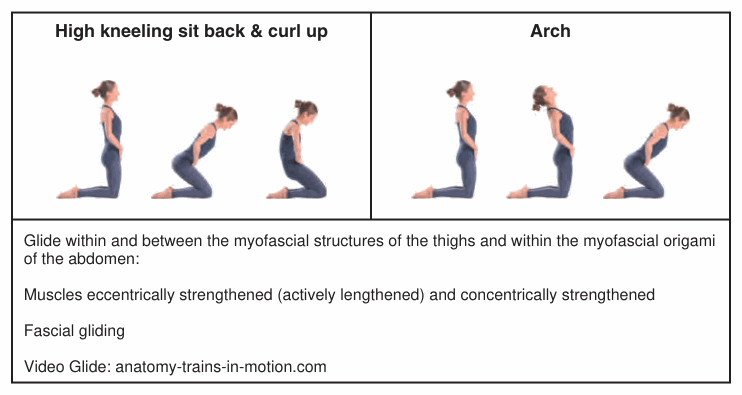 High kneeling sit back & curl up
Arch
Glide within and between the myofascial structures of the thighs and within the myofascial origami
of the abdomen:
Muscles eccentrically strengthened (actively lengthened) and concentrically strengthened
Fascial gliding
Video Glide: anatomy-trains-in-motion.com